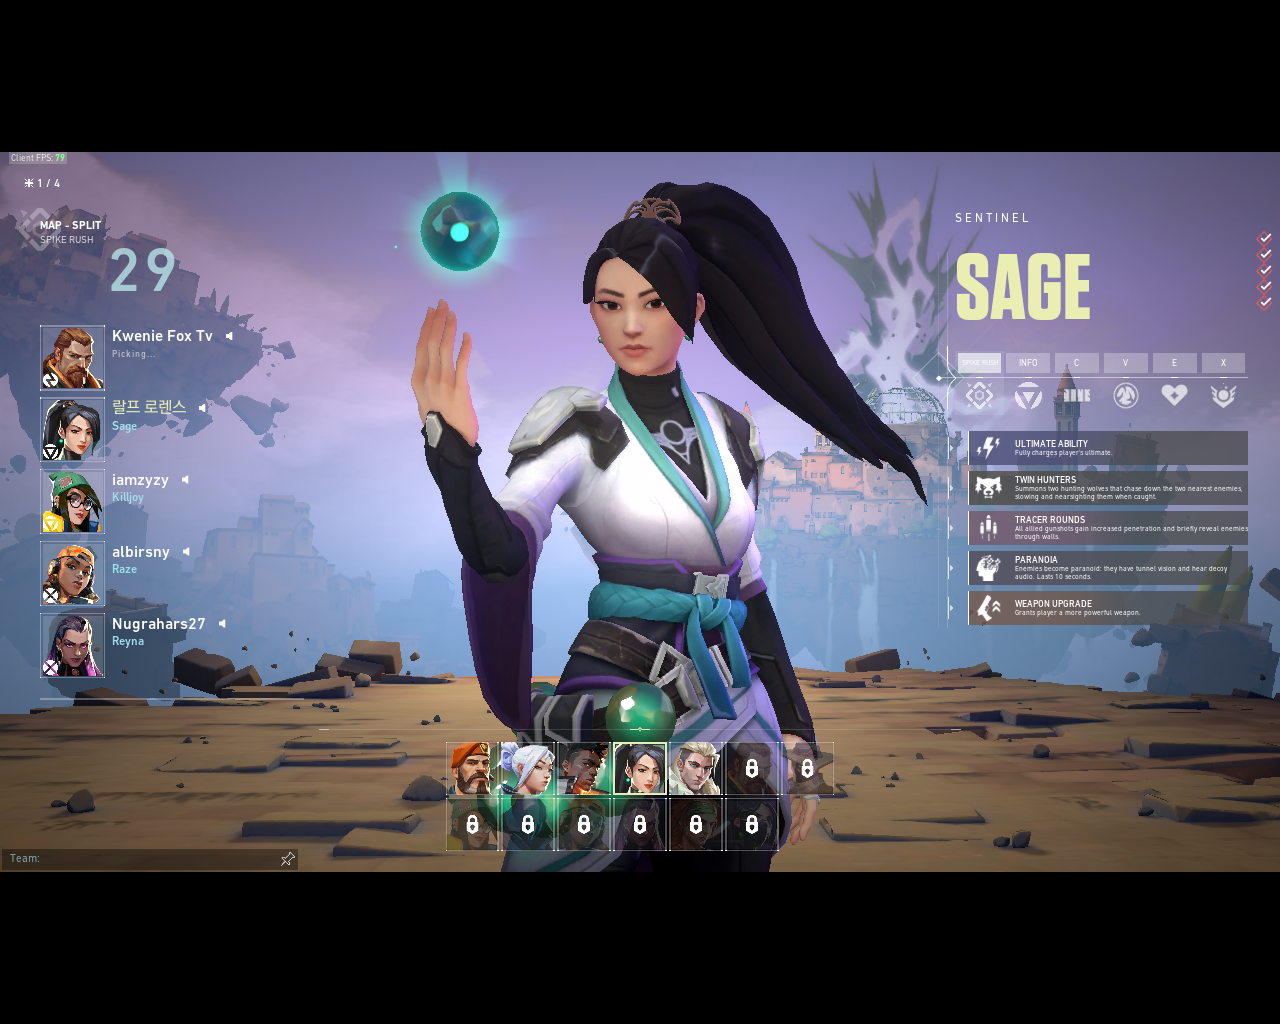 Client FPS: 79
1 / 4
MAP - SPLIT
SPIKE RUSH
29
Kwenie Fox Tv
Picking...
랄프 로렌스
Sage
iamzyzy
Killjoy
albirsny
Raze
Nugrahars27
Reyna
Team:
SENTINEL
SAGE
SPIKE RUSH
INFO
C
V
E
X
ULTIMATE ABILITY
Fully charges player's ultimate.
TWIN HUNTERS
Summons two hunting wolves that chase down the two nearest enemies,
slowing and nearsighting them when caught.
TRACER ROUNDS
All allied gunshots gain increased penetration and briefly reveal enemies
through walls.
PARANOIA
Enemies become paranoid: they have tunnel vision and hear decoy
audio. Lasts 10 seconds.
WEAPON UPGRADE
Grants player a more powerful weapon.